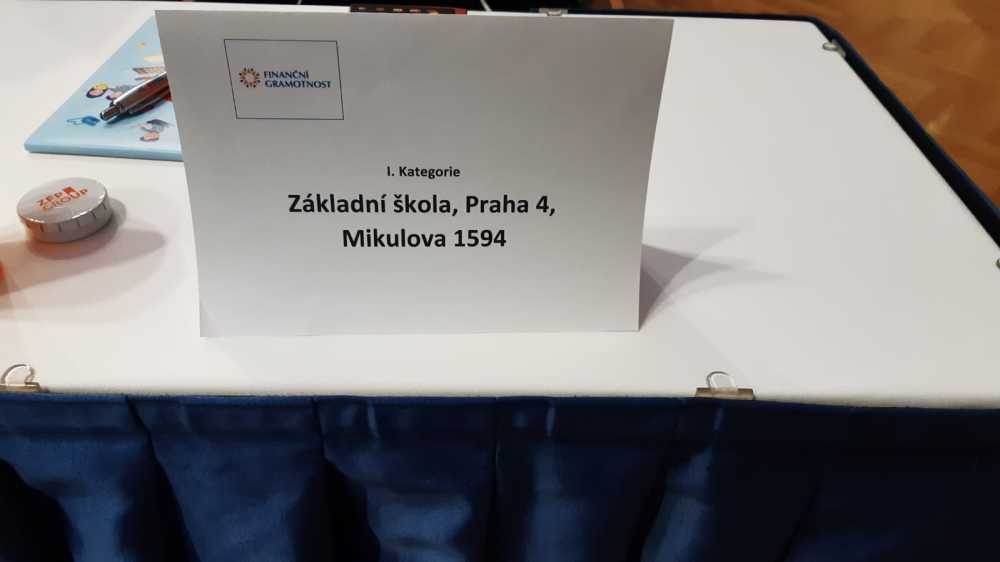 FINANČNÍ
GRAMOTNOST
I. Kategorie
Základní škola, Praha 4,
Mikulova 1594
ZFP
GROUP